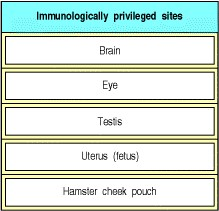 Immunologically privileged sites
Brain
Eye
Testis
Uterus (fetus)
Hamster cheek pouch